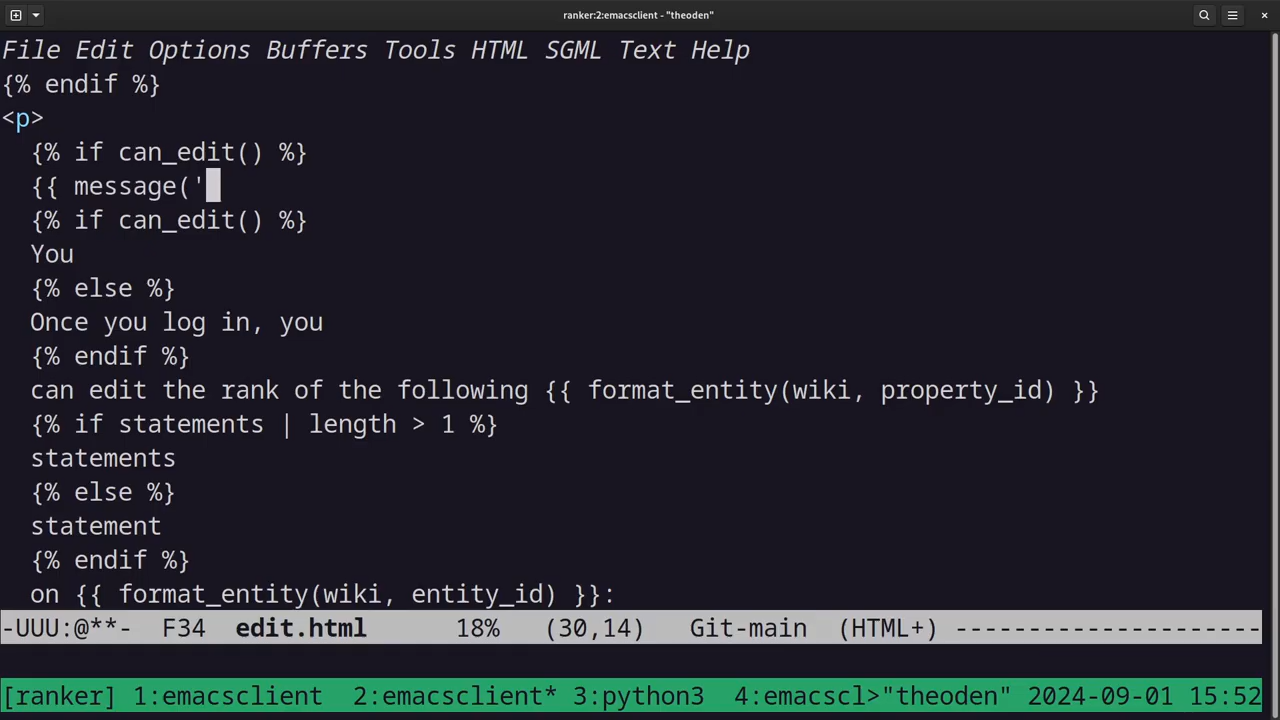 ranker:2:emacsclient - "theoden"
File Edit Options Buffers Tools HTML SGML Text Help
{% endif %}
<p>
{% if can_edit() %}
{{ message('
{% if can_edit() %}
You
{% else %}
Once you log in, you
{% endif %}
can edit the rank of the following {{ format_entity(wiki, property_id) }}
{% if statements | length > 1 %}
statements
{% else %}
statement
{% endif %}
on {{ format_entity(wiki, entity_id) }}:
-UUU:@**-  F34  edit.html      18%   (30,14)   Git-main  (HTML+) ---------------------
[ranker] 1:emacsclient  2:emacsclient* 3:python3  4:emacscl>"theoden" 2024-09-01 15:52